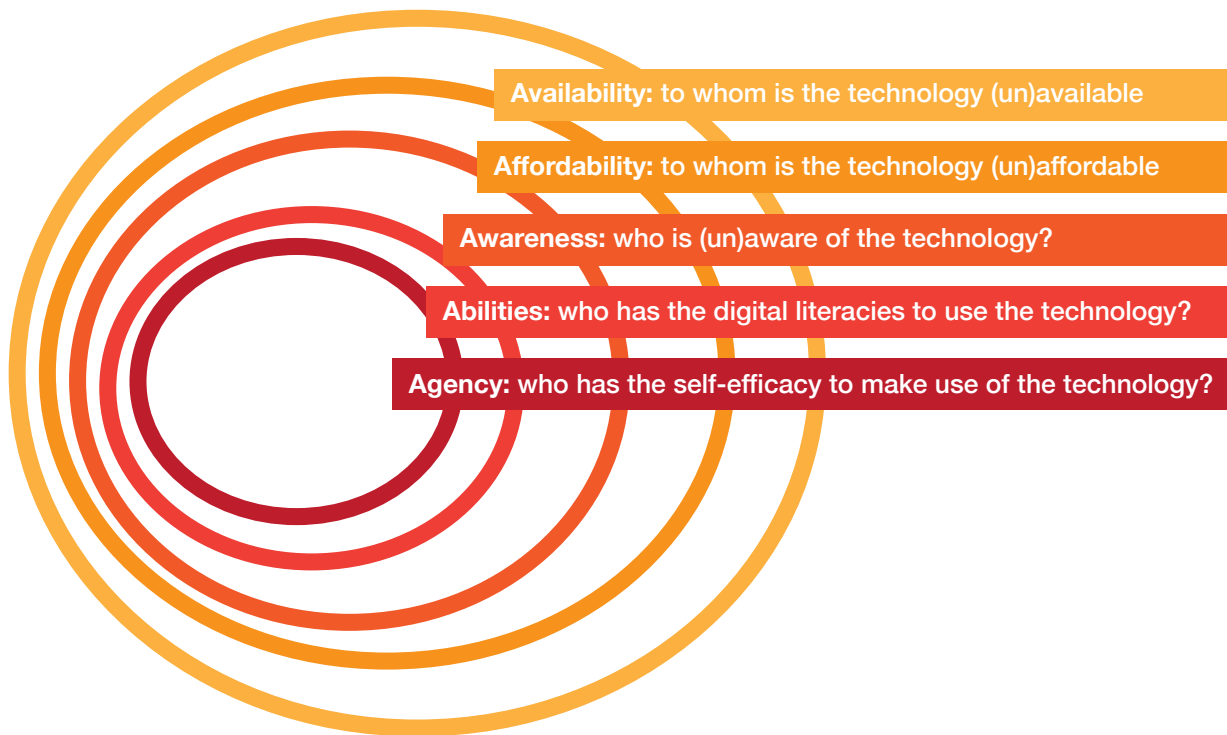 Availability: to whom is the technology (un)available
Affordability: to whom is the technology (un)affordable
Awareness: who is (un)aware of the technology?
Abilities: who has the digital literacies to use the technology?
Agency: who has the self-efficacy to make use of the technology?